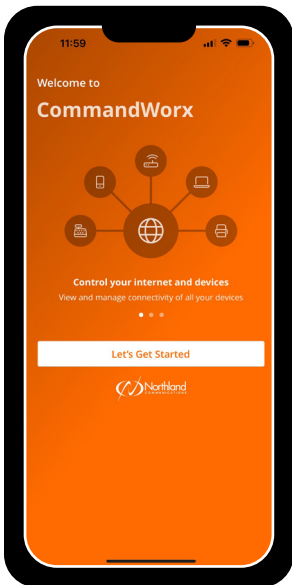 11:59
Welcome to
CommandWorx
Control your internet and devices
View and manage connectivity of all your devices
Let's Get Started
Northland
COMMUNICATIONS